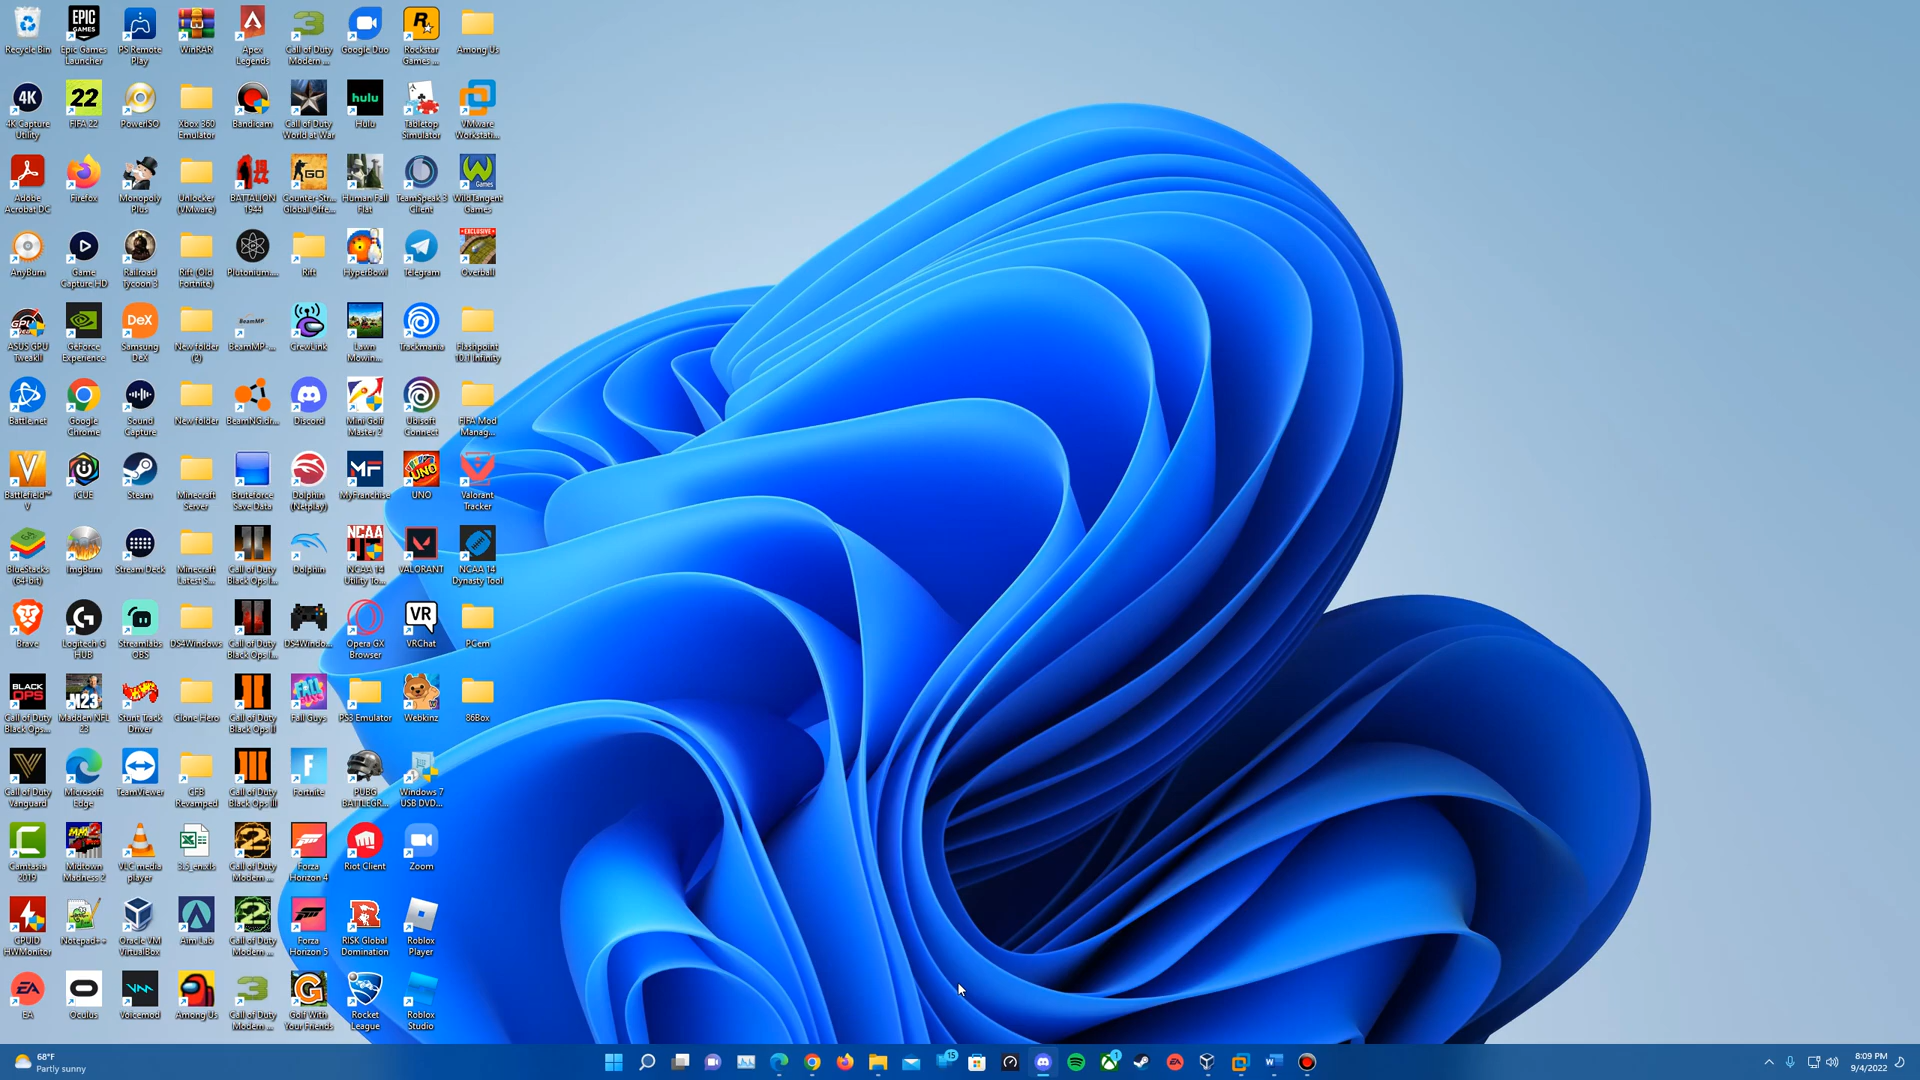 Recycle Bin
Epic Games
Launcher
PS Remote
Play
WinRAR
Apex
Legends
Call of Duty
Modern ...
Google Duo
Rockstar
Games ...
Among Us
4K Capture
Utility
FIFA 22
PowerISO
Xbox 360
Emulator
Bandicam
Call of Duty
World at War
Hulu
Tabletop
Simulator
VMware
Workstati...
Adobe
Acrobat DC
Firefox
Monopoly
Plus
Unlocker
(VMware)
BATTALION
1944
Counter-Str...
Global Offe...
Human Fall
Flat
TeamSpeak 3
Client
WildTangent
Games
AnyBurn
Game
Capture HD
Railroad
Tycoon 3
Rift (Old
Fortnite)
Plutonium....
Rift
HyperBowl
Telegram
Overball
ASUS GPU
TweakII
GeForce
Experience
Samsung
DeX
New folder
(2)
BeamMP-...
CrewLink
Lawn
Mowin...
Trackmania
Flashpoint
10.1 Infinity
Battle.net
Google
Chrome
Sound
Capture
New folder
BeamNG.dr...
Discord
Mini Golf
Master 2
Ubisoft
Connect
FIFA Mod
Manag...
Battlefield™
V
iCUE
Steam
Minecraft
Server
Bruteforce
Save Data
Dolphin
(Netplay)
MyFranchise
UNO
Valorant
Tracker
BlueStacks
(64-bit)
ImgBurn
Stream Deck
Minecraft
Latest S...
Call of Duty
Black Ops I...
Dolphin
NCAA 14
Utility To...
VALORANT
NCAA 14
Dynasty Tool
Brave
Logitech G
HUB
Streamlabs
OBS
DS4Windows
Call of Duty
Black Ops I...
DS4Windo...
Opera GX
Browser
VRChat
PCem
Call of Duty
Black Ops...
Madden NFL
23
Stunt Track
Driver
Clone Hero
Call of Duty
Black Ops II
Fall Guys
PS3 Emulator
Webkinz
86Box
Call of Duty
Vanguard
Microsoft
Edge
TeamViewer
CFB
Revamped
Call of Duty
Black Ops III
Fortnite
PUBG
BATTLEGR...
Windows 7
USB DVD...
Camtasia
2019
Midtown
Madness 2
VLC media
player
3.5_en.xls
Call of Duty
Modern ...
Forza
Horizon 4
Riot Client
Zoom
CPUID
HWMonitor
Notepad++
Oracle VM
VirtualBox
Aim Lab
Call of Duty
Modern ...
Forza
Horizon 5
RISK Global
Domination
Roblox
Player
EA
Oculus
Voicemod
Among Us
Call of Duty
Modern ...
Golf With
Your Friends
Rocket
League
Roblox
Studio
68°F
Partly sunny
15
1
8:09 PM
9/4/2022